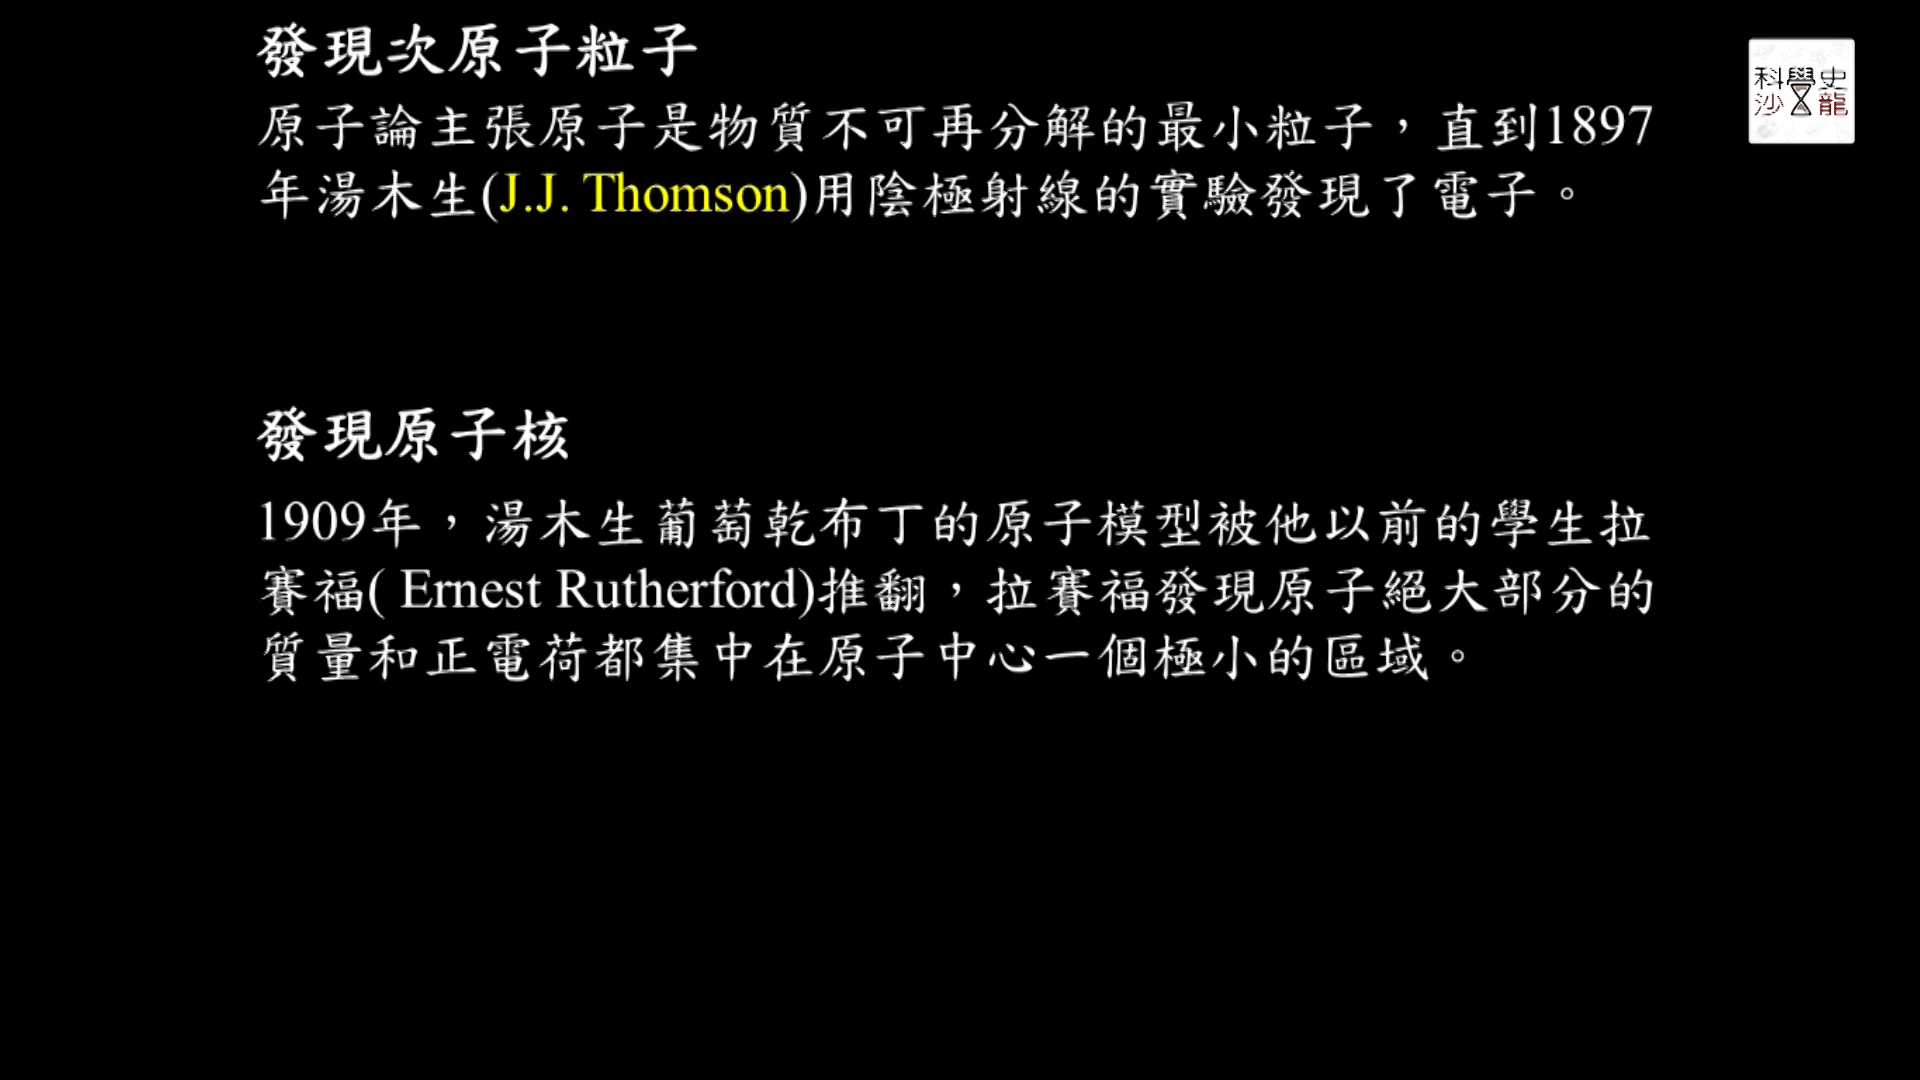 發現次原子粒子
原子論主張原子是物質不可再分解的最小粒子，直到1897
年湯木生(J.J. Thomson)用陰極射線的實驗發現了電子。
發現原子核
1909年，湯木生葡萄乾布丁的原子模型被他以前的學生拉
賽福( Ernest Rutherford)推翻，拉賽福發現原子絕大部分的
質量和正電荷都集中在原子中心一個極小的區域。
科學史
沙龍